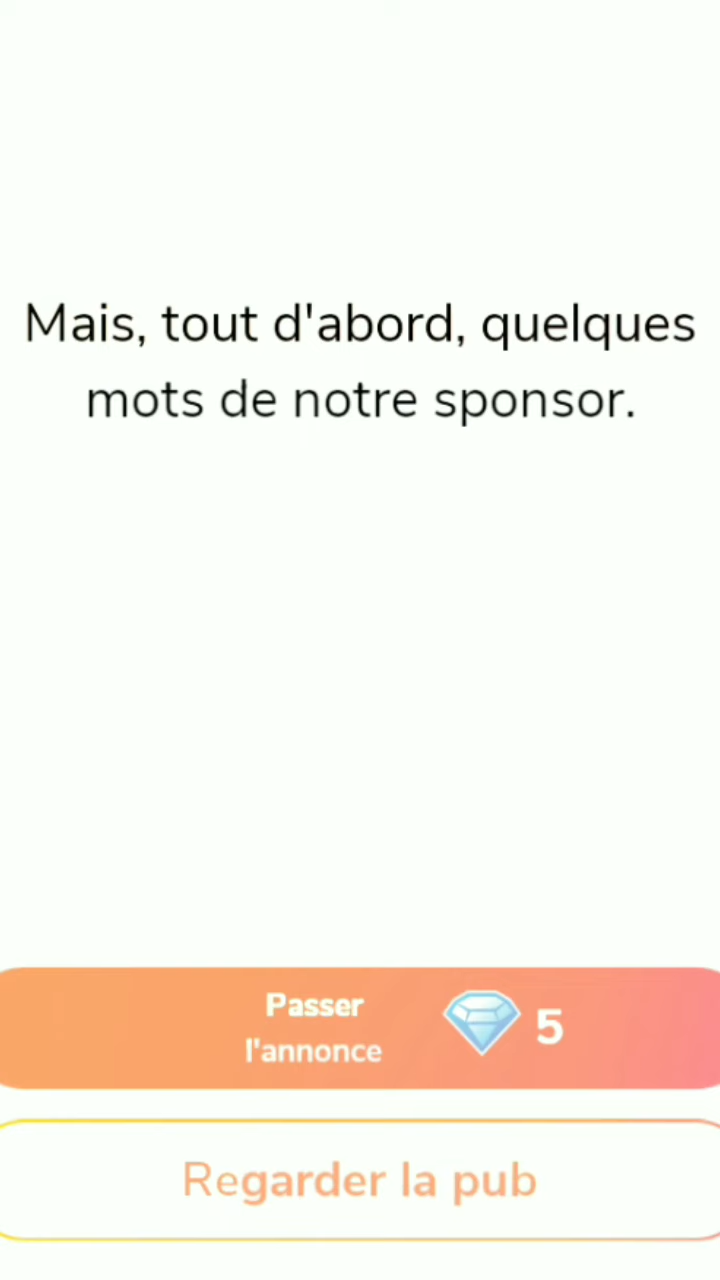 Mais, tout d'abord, quelques
mots de notre sponsor.
Passer
l'annonce
5
Regarder la pub